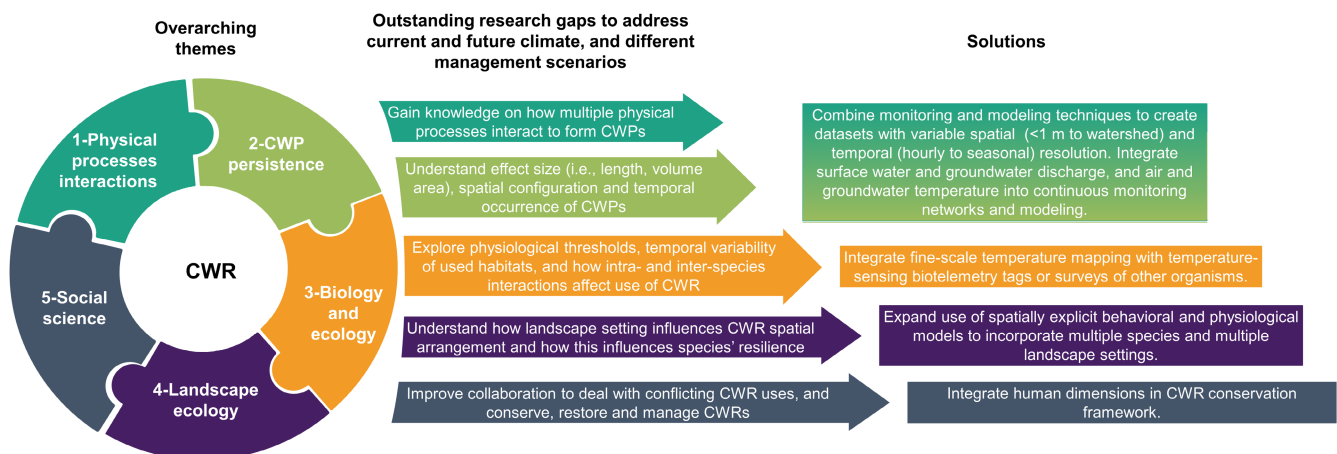 Overarching
themes
Outstanding research gaps to address
current and future climate, and different
management scenarios
Solutions
1-Physical
processes
interactions
2-CWP
persistence
3-Biology
and
ecology
4-Landscape
ecology
5-Social
science
CWR
Gain knowledge on how multiple physical
processes interact to form CWPs
Understand effect size (i.e., length, volume
area), spatial configuration and temporal
occurrence of CWPs
Combine monitoring and modeling techniques to create
datasets with variable spatial (<1 m to watershed) and
temporal (hourly to seasonal) resolution. Integrate
surface water and groundwater discharge, and air and
groundwater temperature into continuous monitoring
networks and modeling.
Explore physiological thresholds, temporal variability
of used habitats, and how intra- and inter-species
interactions affect use of CWR
Integrate fine-scale temperature mapping with temperature-
sensing biotelemetry tags or surveys of other organisms.
Understand how landscape setting influences CWR spatial
arrangement and how this influences species' resilience
Expand use of spatially explicit behavioral and physiological
models to incorporate multiple species and multiple
landscape settings.
Improve collaboration to deal with conflicting CWR uses, and
conserve, restore and manage CWRs
Integrate human dimensions in CWR conservation
framework.